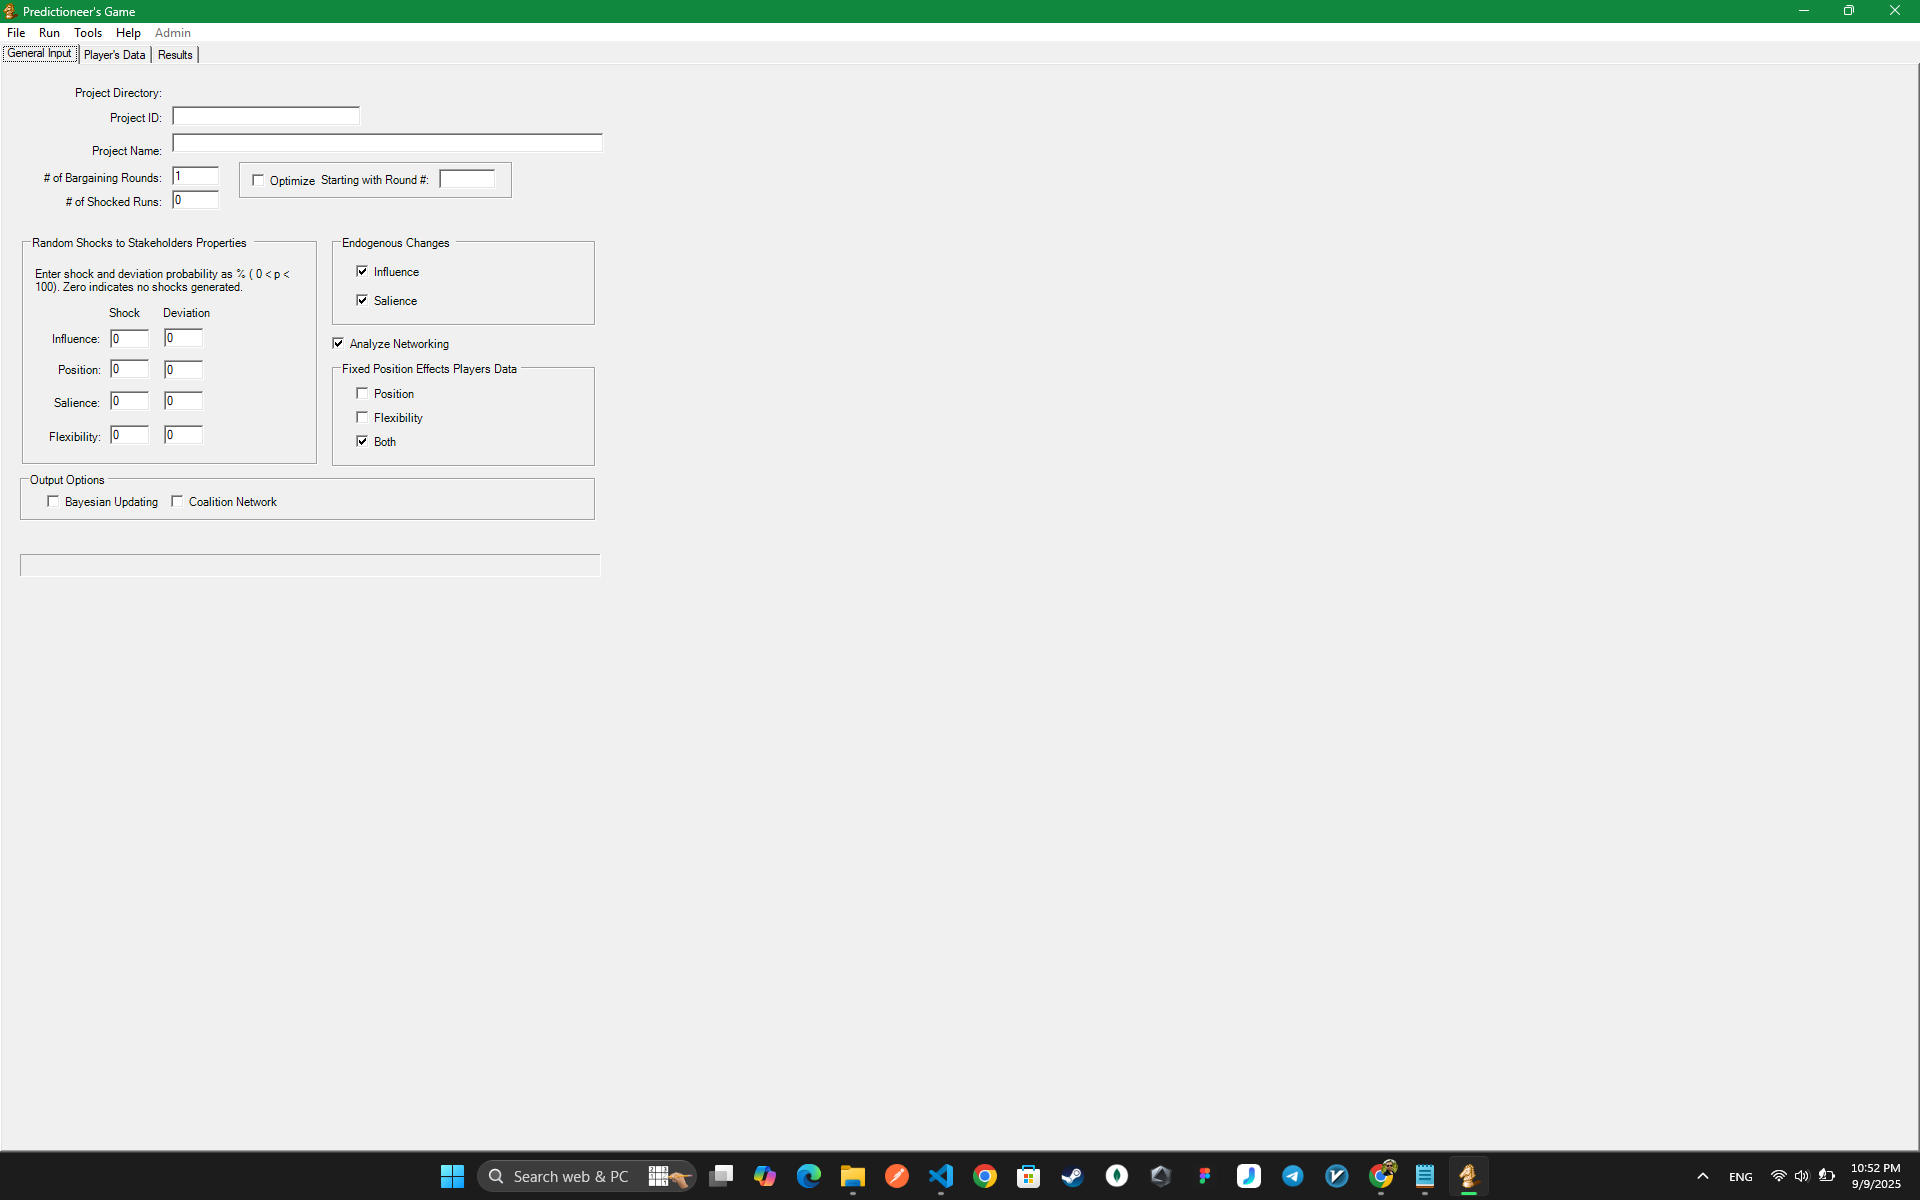 Predictioneer's Game
File Run Tools Help Admin
General Input Player's Data Results
Project Directory:
Project ID:
Project Name:
# of Bargaining Rounds: 1
Optimize Starting with Round #:
# of Shocked Runs: 0
Random Shocks to Stakeholders Properties
Enter shock and deviation probability as % ( 0 < p <
100). Zero indicates no shocks generated.
Shock Deviation
Influence: 0 0
Position: 0 0
Salience: 0 0
Flexibility: 0 0
Endogenous Changes
Influence
Salience
Analyze Networking
Fixed Position Effects Players Data
Position
Flexibility
Both
Output Options
Bayesian Updating Coalition Network
Search web & PC
ENG
10:52 PM
9/9/2025